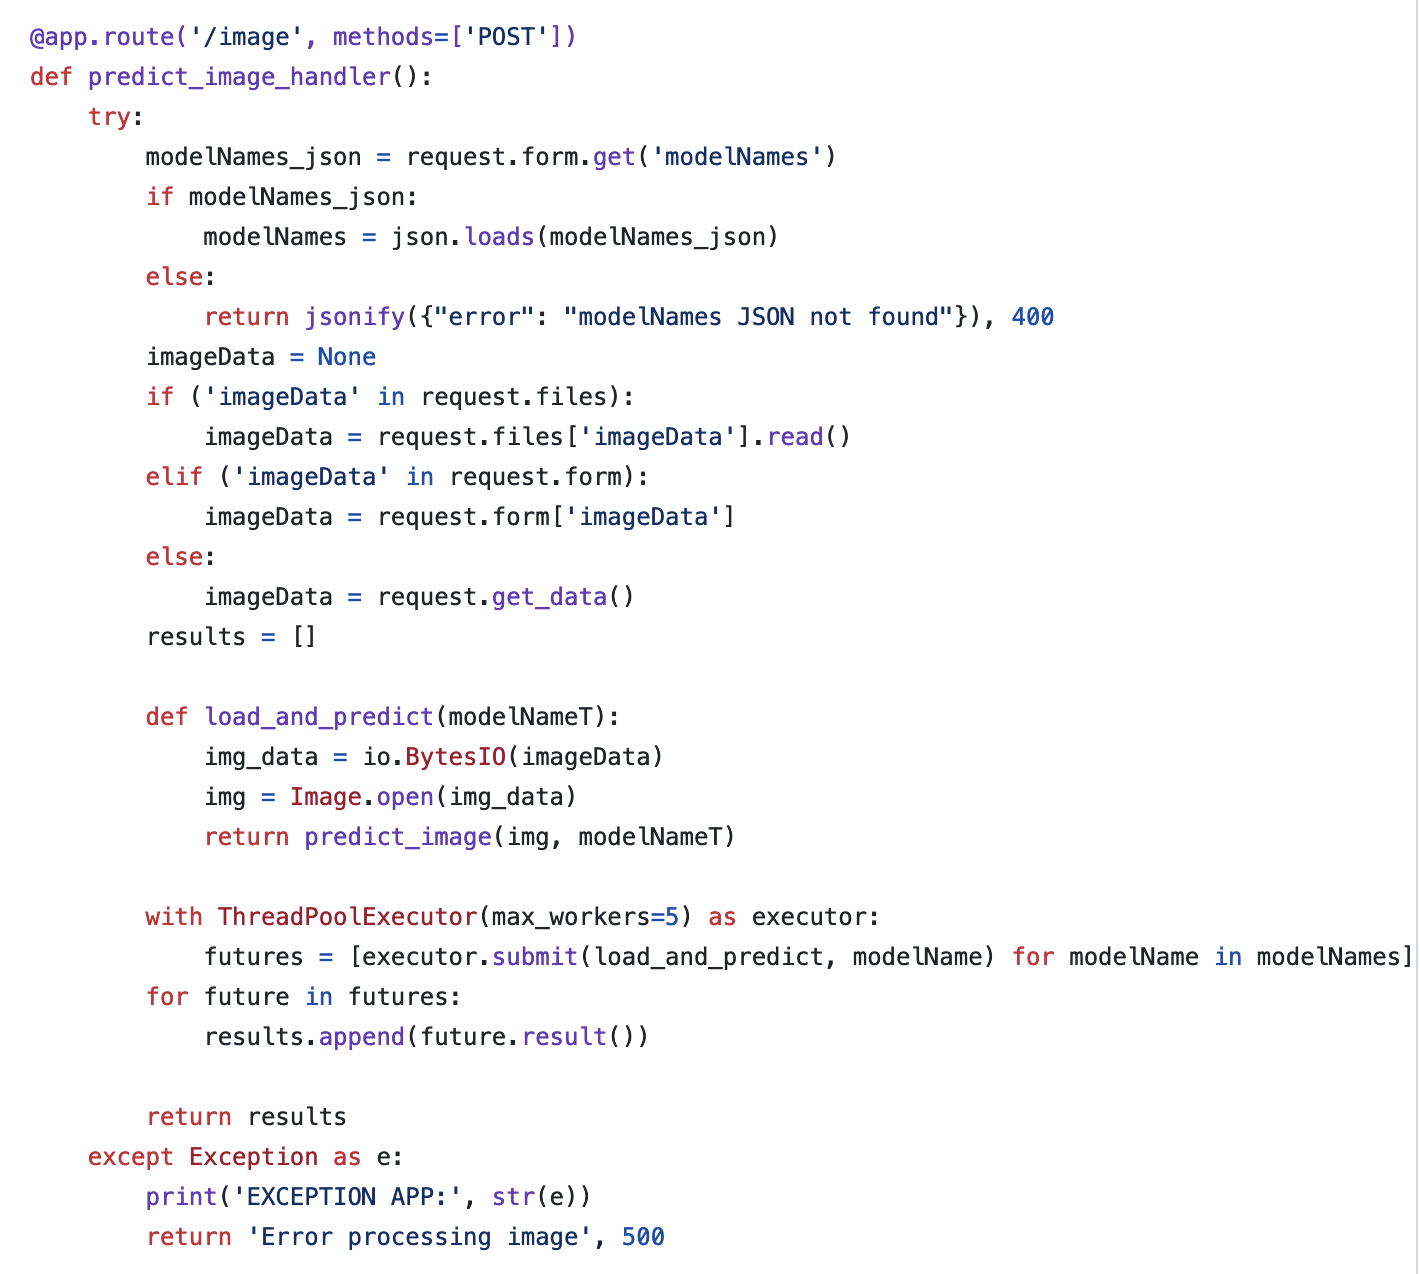 @app.route('/image', methods=['POST'])
def predict_image_handler():
    try:
        modelNames_json = request.form.get('modelNames')
        if modelNames_json:
            modelNames = json.loads(modelNames_json)
        else:
            return jsonify({"error": "modelNames JSON not found"}), 400
        imageData = None
        if ('imageData' in request.files):
            imageData = request.files['imageData'].read()
        elif ('imageData' in request.form):
            imageData = request.form['imageData']
        else:
            imageData = request.get_data()
        results = []

        def load_and_predict(modelNameT):
            img_data = io.BytesIO(imageData)
            img = Image.open(img_data)
            return predict_image(img, modelNameT)

        with ThreadPoolExecutor(max_workers=5) as executor:
            futures = [executor.submit(load_and_predict, modelName) for modelName in modelNames]
        for future in futures:
            results.append(future.result())

        return results
    except Exception as e:
        print('EXCEPTION APP:', str(e))
        return 'Error processing image', 500